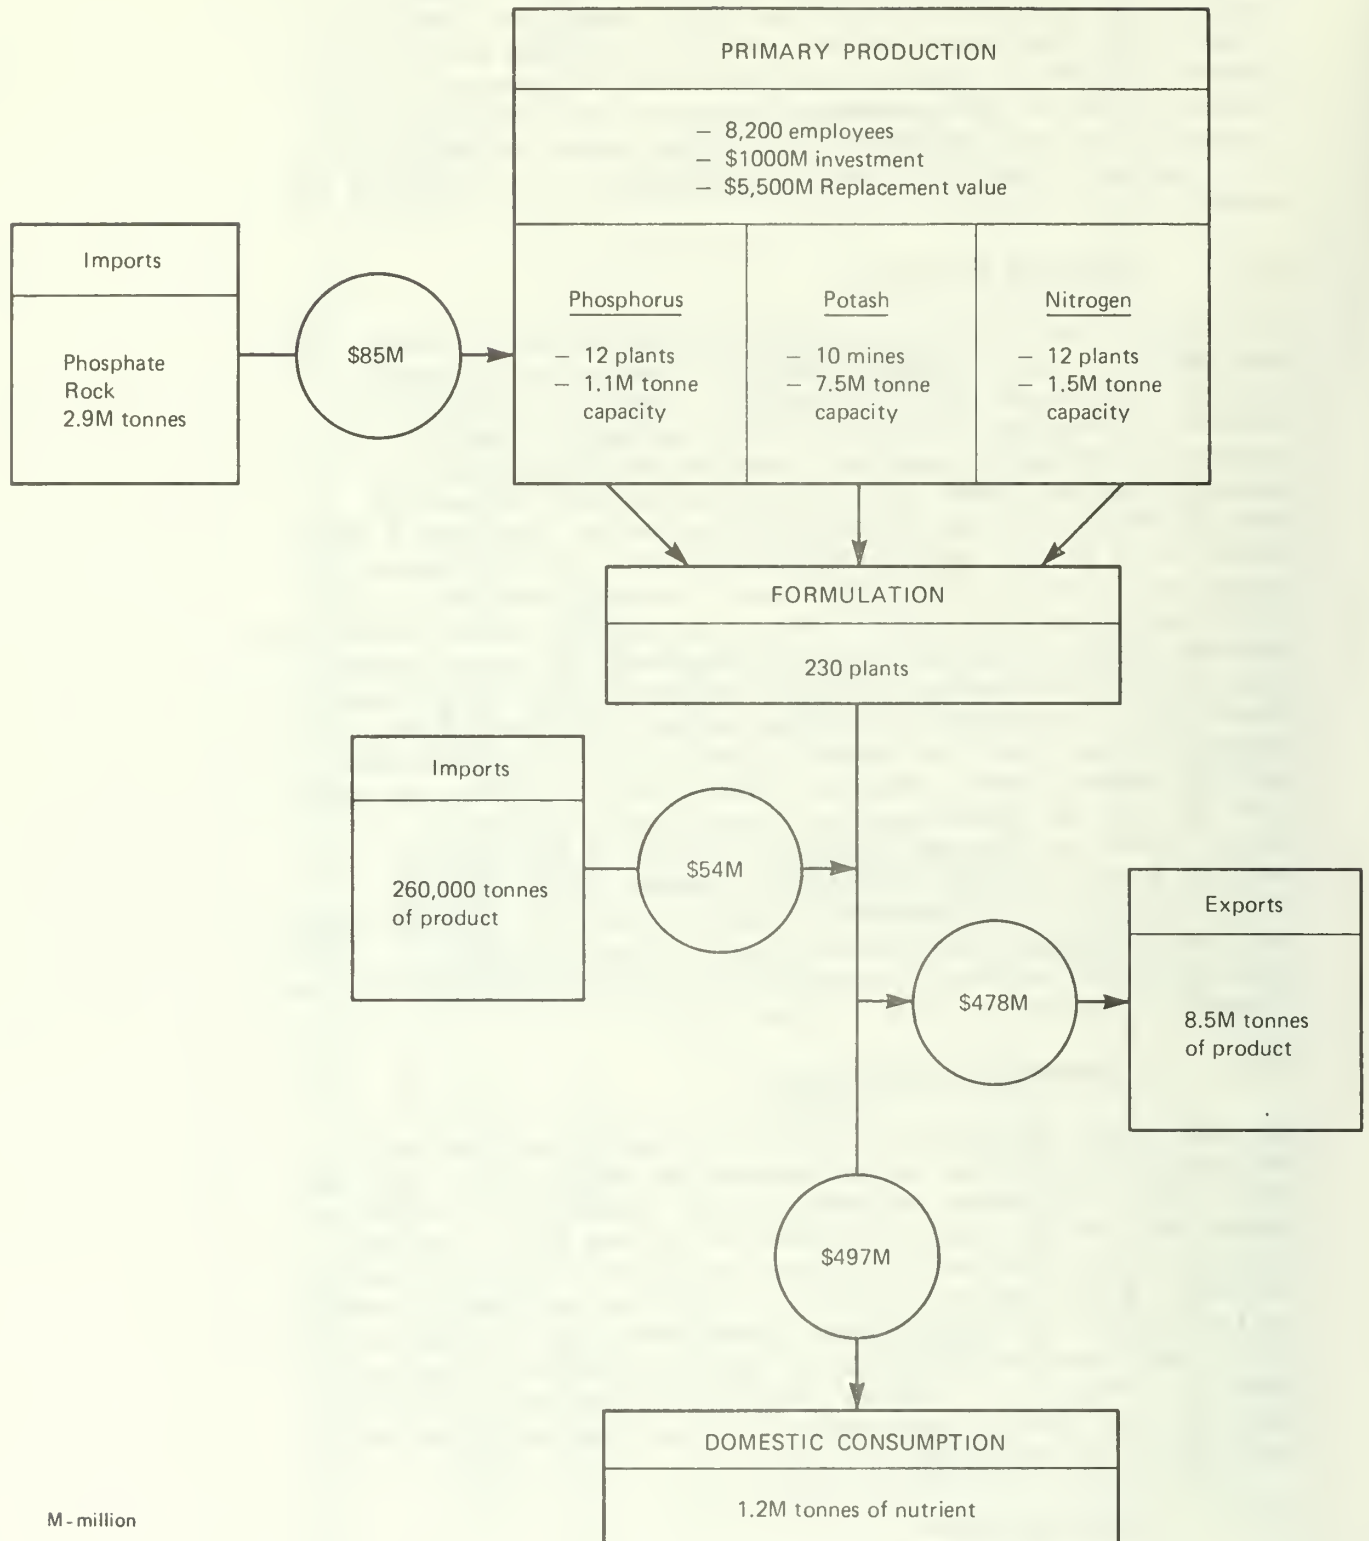 PRIMARY PRODUCTION
– 8,200 employees
– $1000M investment
– $5,500M Replacement value
Imports
Phosphate
Rock
2.9M tonnes
$85M
Phosphorus
– 12 plants
– 1.1M tonne
capacity
Potash
– 10 mines
– 7.5M tonne
capacity
Nitrogen
– 12 plants
– 1.5M tonne
capacity
FORMULATION
230 plants
Imports
260,000 tonnes
of product
$54M
$478M
Exports
8.5M tonnes
of product
$497M
DOMESTIC CONSUMPTION
1.2M tonnes of nutrient
M-million